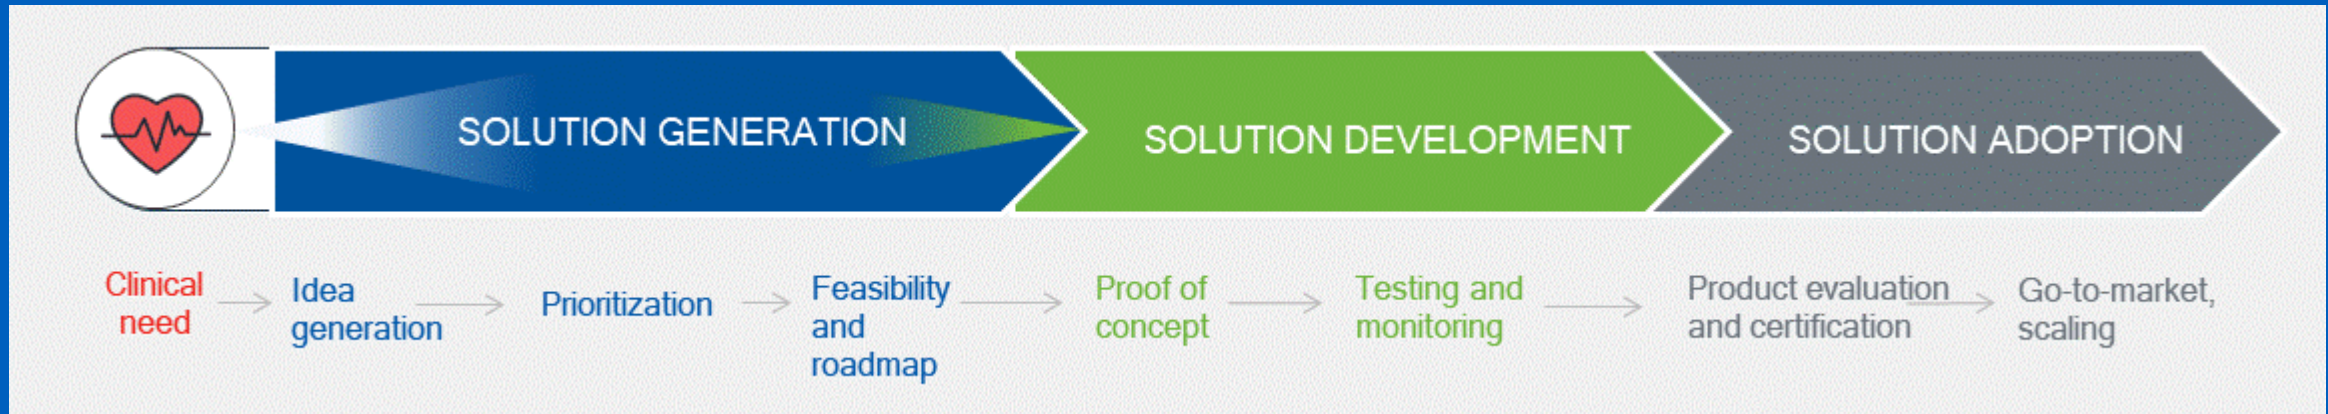 SOLUTION GENERATION
SOLUTION DEVELOPMENT
SOLUTION ADOPTION
Clinical
need
Idea
generation
Prioritization
Feasibility
and
roadmap
Proof of
concept
Testing and
monitoring
Product evaluation
and certification
Go-to-market,
scaling